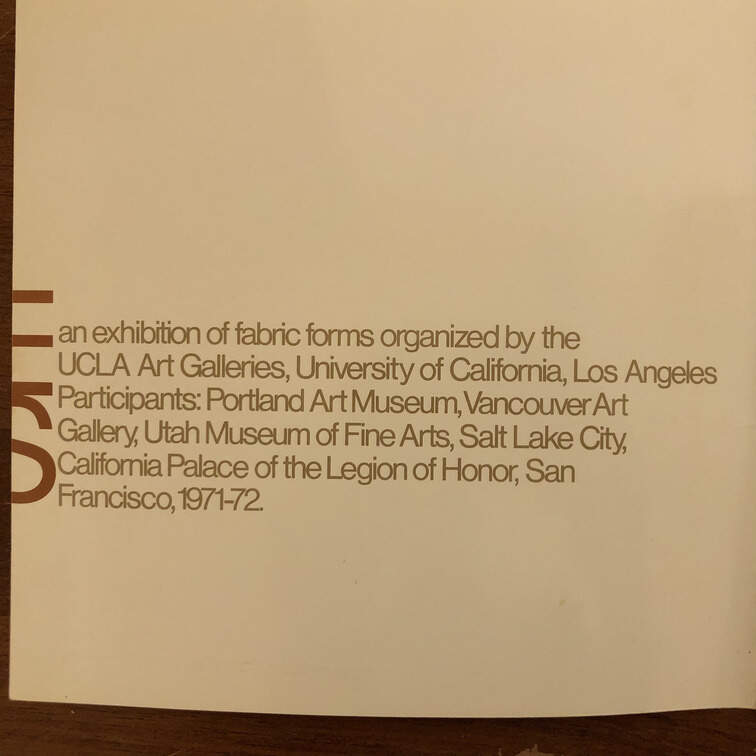 an exhibition of fabric forms organized by the
UCLA Art Galleries, University of California, Los Angeles
Participants: Portland Art Museum, Vancouver Art
Gallery, Utah Museum of Fine Arts, Salt Lake City,
California Palace of the Legion of Honor, San
Francisco, 1971-72.